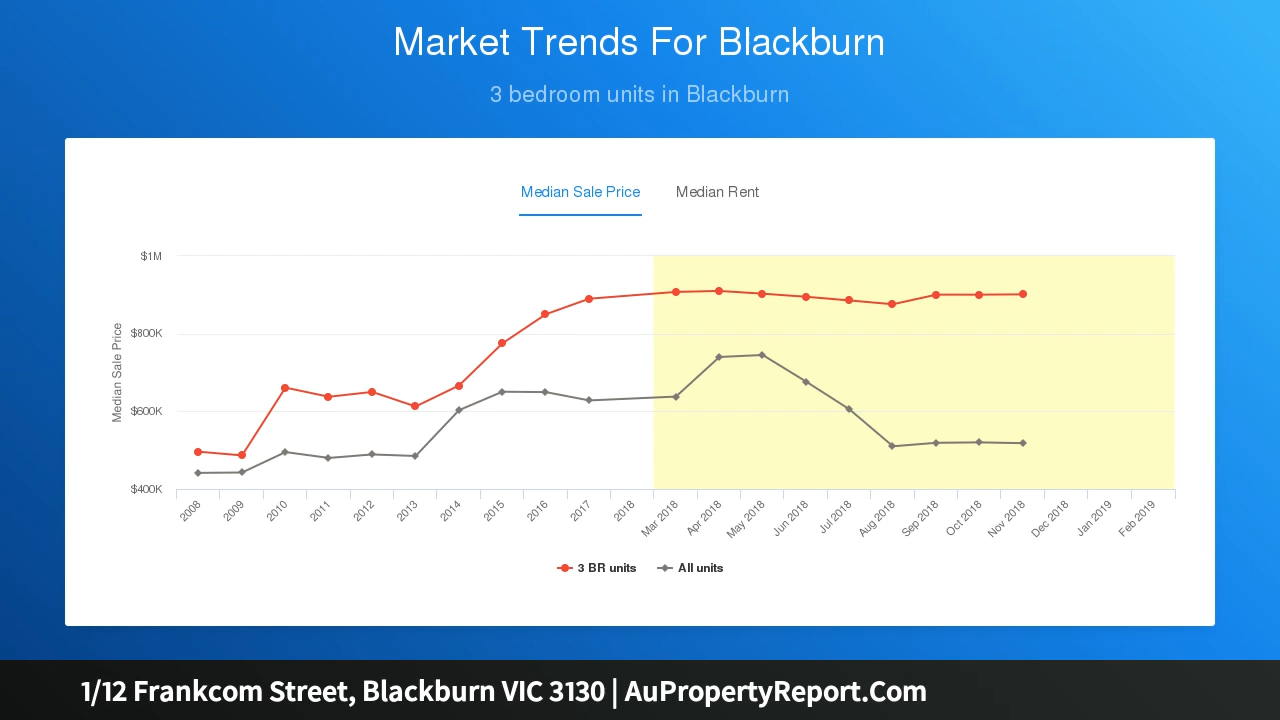 Market Trends For Blackburn
3 bedroom units in Blackburn
Median Sale Price Median Rent
$1M
$800K
$600K
$400K
Median Sale Price
2008 2009 2010 2011 2012 2013 2014 2015 2016 2017 2018 Mar 2018 Apr 2018 May 2018 Jun 2018 Jul 2018 Aug 2018 Sep 2018 Oct 2018 Nov 2018 Dec 2018 Jan 2019 Feb 2019
3 BR units All units
1/12 Frankcom Street, Blackburn VIC 3130 | AuPropertyReport.Com